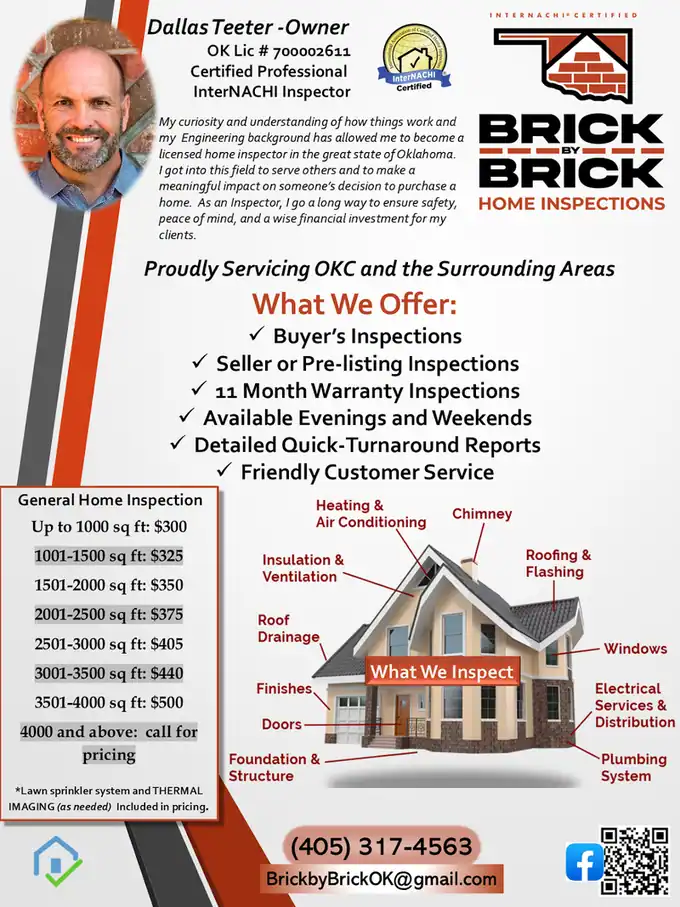 Dallas Teeter -Owner
OK Lic # 700002611
Certified Professional
InterNACHI Inspector
InterNACHI
Certified
INTERNACHI® CERTIFIED
BRICK
BY
BRICK
HOME INSPECTIONS
My curiosity and understanding of how things work and
my Engineering background has allowed me to become a
licensed home inspector in the great state of Oklahoma.
I got into this field to serve others and to make a
meaningful impact on someone's decision to purchase a
home. As an Inspector, I go a long way to ensure safety,
peace of mind, and a wise financial investment for my
clients.
Proudly Servicing OKC and the Surrounding Areas
What We Offer:
✓ Buyer's Inspections
✓ Seller or Pre-listing Inspections
✓ 11 Month Warranty Inspections
✓ Available Evenings and Weekends
✓ Detailed Quick-Turnaround Reports
✓ Friendly Customer Service
General Home Inspection
Up to 1000 sq ft: $300
1001-1500 sq ft: $325
1501-2000 sq ft: $350
2001-2500 sq ft: $375
2501-3000 sq ft: $405
3001-3500 sq ft: $440
3501-4000 sq ft: $500
4000 and above: call for
pricing
*Lawn sprinkler system and THERMAL
IMAGING (as needed) Included in pricing.
Heating &
Air Conditioning
Chimney
Insulation &
Ventilation
Roofing &
Flashing
Roof
Drainage
Windows
What We Inspect
Finishes
Electrical
Services &
Distribution
Doors
Foundation &
Structure
Plumbing
System
(405) 317-4563
BrickbyBrickOK@gmail.com